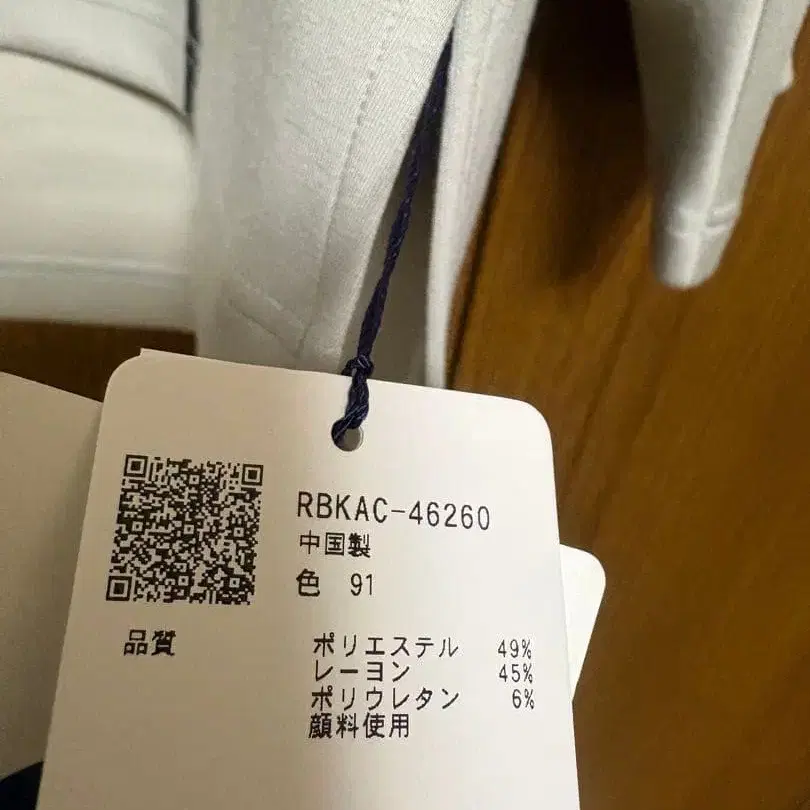 RBKAC-46260
中国製
色 91
品質 ポリエステル 49%
レーヨン 45%
ポリウレタン 6%
顔料使用